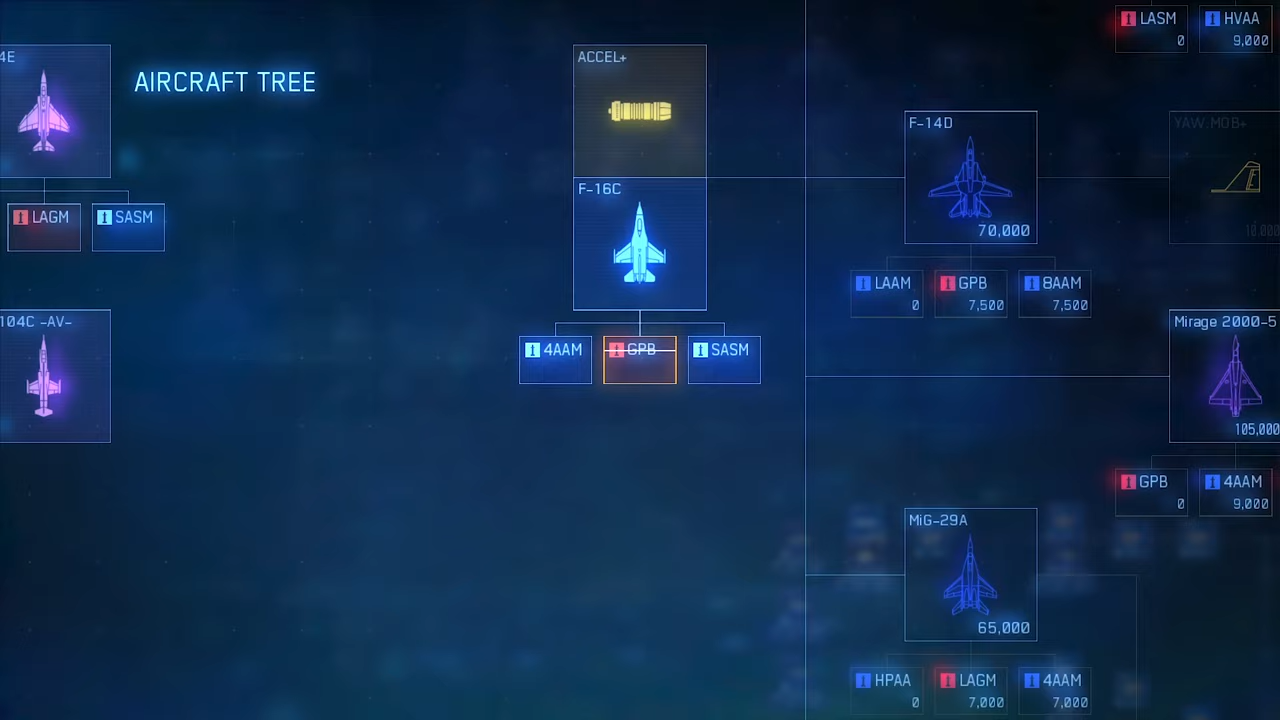 4E
AIRCRAFT TREE
LAGM
SASM
104C -AV-
ACCEL+
F-16C
4AAM
GPB
SASM
LASM
0
HVAA
9,000
F-14D
70,000
LAAM
0
GPB
7,500
8AAM
7,500
YAW.MOB+
10,000
Mirage 2000-5
105,000
GPB
0
4AAM
9,000
MiG-29A
65,000
HPAA
0
LAGM
7,000
4AAM
7,000